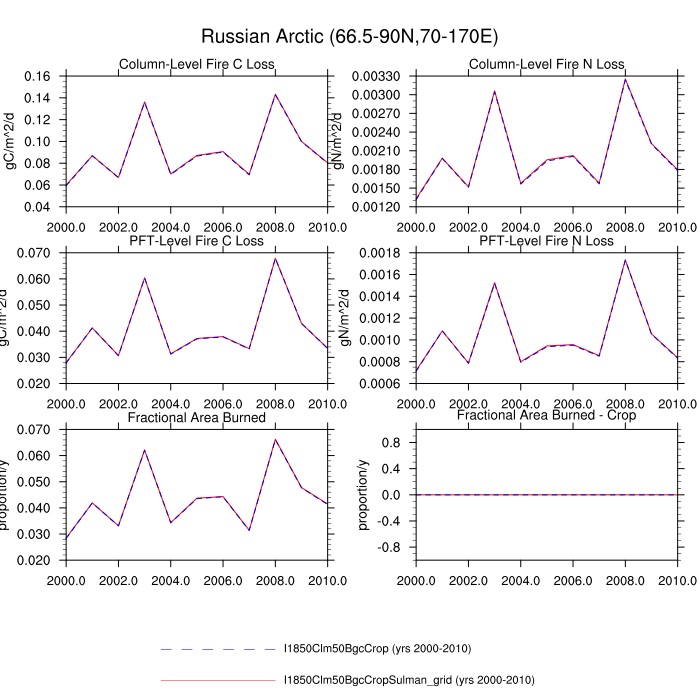 Russian Arctic (66.5-90N,70-170E)
Column-Level Fire C Loss
gC/m^2/d
0.16
0.14
0.12
0.10
0.08
0.06
0.04
2000.0 2002.0 2004.0 2006.0 2008.0 2010.0
Column-Level Fire N Loss
gN/m^2/d
0.00330
0.00300
0.00270
0.00240
0.00210
0.00180
0.00150
0.00120
2000.0 2002.0 2004.0 2006.0 2008.0 2010.0
PFT-Level Fire C Loss
gC/m^2/d
0.070
0.060
0.050
0.040
0.030
0.020
2000.0 2002.0 2004.0 2006.0 2008.0 2010.0
PFT-Level Fire N Loss
gN/m^2/d
0.0018
0.0016
0.0014
0.0012
0.0010
0.0008
0.0006
2000.0 2002.0 2004.0 2006.0 2008.0 2010.0
Fractional Area Burned
proportion/y
0.070
0.060
0.050
0.040
0.030
0.020
2000.0 2002.0 2004.0 2006.0 2008.0 2010.0
Fractional Area Burned - Crop
proportion/y
0.8
0.4
0.0
-0.4
-0.8
2000.0 2002.0 2004.0 2006.0 2008.0 2010.0
I1850Clm50BgcCrop (yrs 2000-2010)
I1850Clm50BgcCropSulman_grid (yrs 2000-2010)